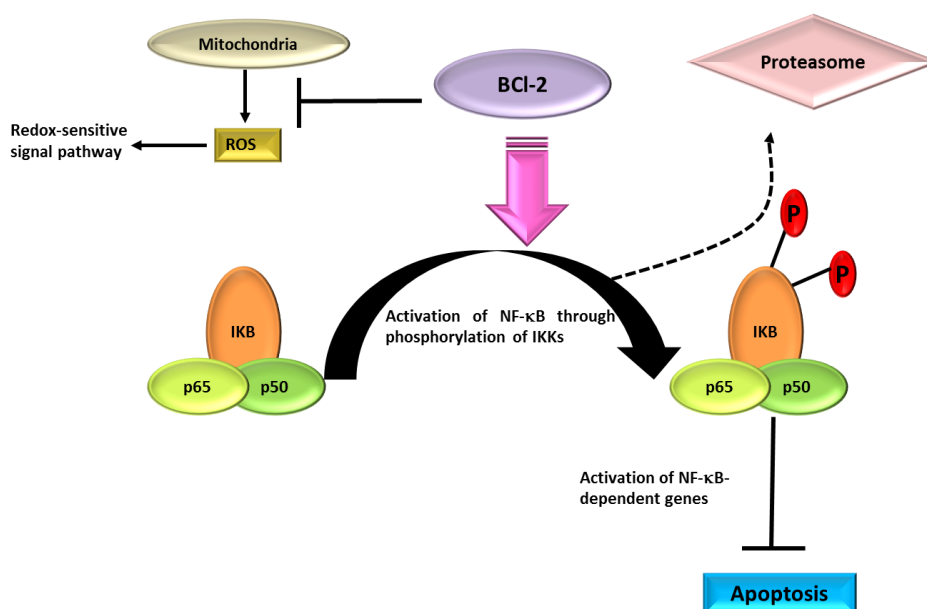 Mitochondria
Proteasome
BCl-2
Redox-sensitive
signal pathway
ROS
P
P
IKB
p65
p50
Activation of NF-κB through
phosphorylation of IKKs
IKB
p65
p50
Activation of NF-κB-
dependent genes
Apoptosis